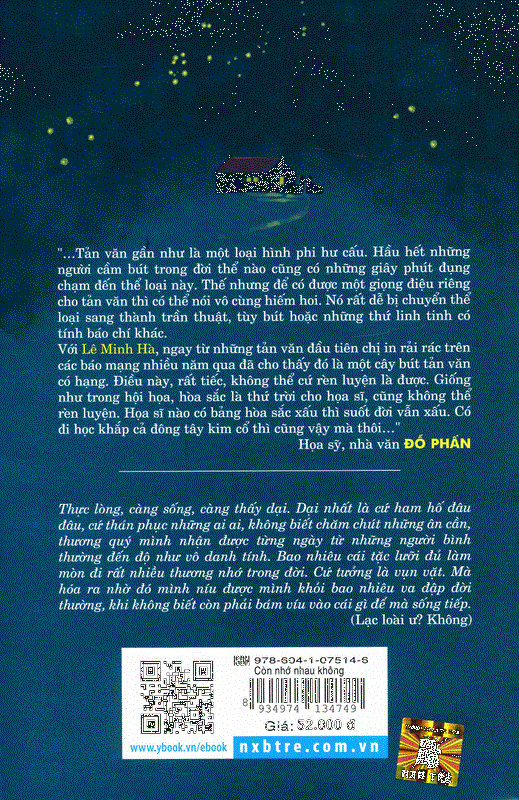 "...Tản văn gần như là một loại hình phi hư cấu. Hầu hết những
người cầm bút trong đời thế nào cũng có những giây phút đụng
chạm đến thể loại này. Thế nhưng để có được một giọng điệu riêng
cho tản văn thì có thể nói vô cùng hiếm hoi. Nó rất dễ bị chuyển thể
loại sang thành trần thuật, tùy bút hoặc những thứ linh tinh có
tính báo chí khác.
Với Lê Minh Hà, ngay từ những tản văn đầu tiên chị in rải rác trên
các báo mạng nhiều năm qua đã cho thấy đó là một cây bút tản văn
có hạng. Điều này, rất tiếc, không thể cứ rèn luyện là được. Giống
như trong hội họa, hòa sắc là thứ trời cho họa sĩ, cũng không thể
rèn luyện. Họa sĩ nào có bảng hòa sắc xấu thì suốt đời vẫn xấu. Có
đi học khắp cả đông tây kim cổ thì cũng vậy mà thôi..."
Họa sỹ, nhà văn ĐỖ PHẤN
Thực lòng, càng sống, càng thấy dại. Dại nhất là cứ ham hố đâu
đâu, cứ thán phục những ai ai, không biết chăm chút những ân cần,
thương quý mình nhận được từng ngày từ những người bình
thường đến độ như vô danh tính. Bao nhiêu cái tặc lưỡi đủ làm
mòn đi rất nhiều thương nhớ trong đời. Cứ tưởng là vụn vặt. Mà
hóa ra nhờ đó mình níu được mình khỏi bao nhiêu va đập đời
thường, khi không biết còn phải bám víu vào cái gì để mà sống tiếp.
(Lạc loài ư? Không)
978-604-1-07514-6
Còn nhớ nhau không
8 934974 134749
Giá: 52.000 đ
www.ybook.vn/ebook
nxbtre.com.vn